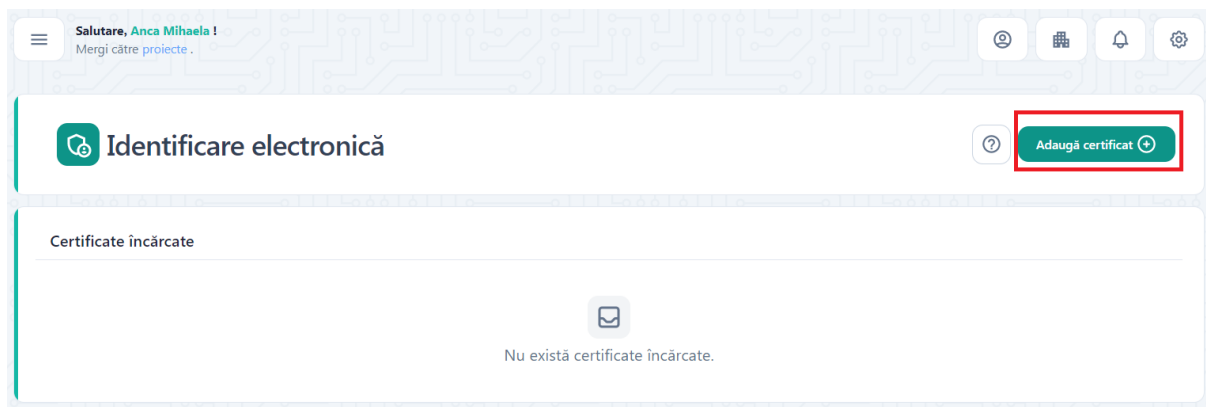 Salutare, Anca Mihaela !
Mergi către proiecte .
Identificare electronică
Adaugă certificat
Certificate încărcate
Nu există certificate încărcate.